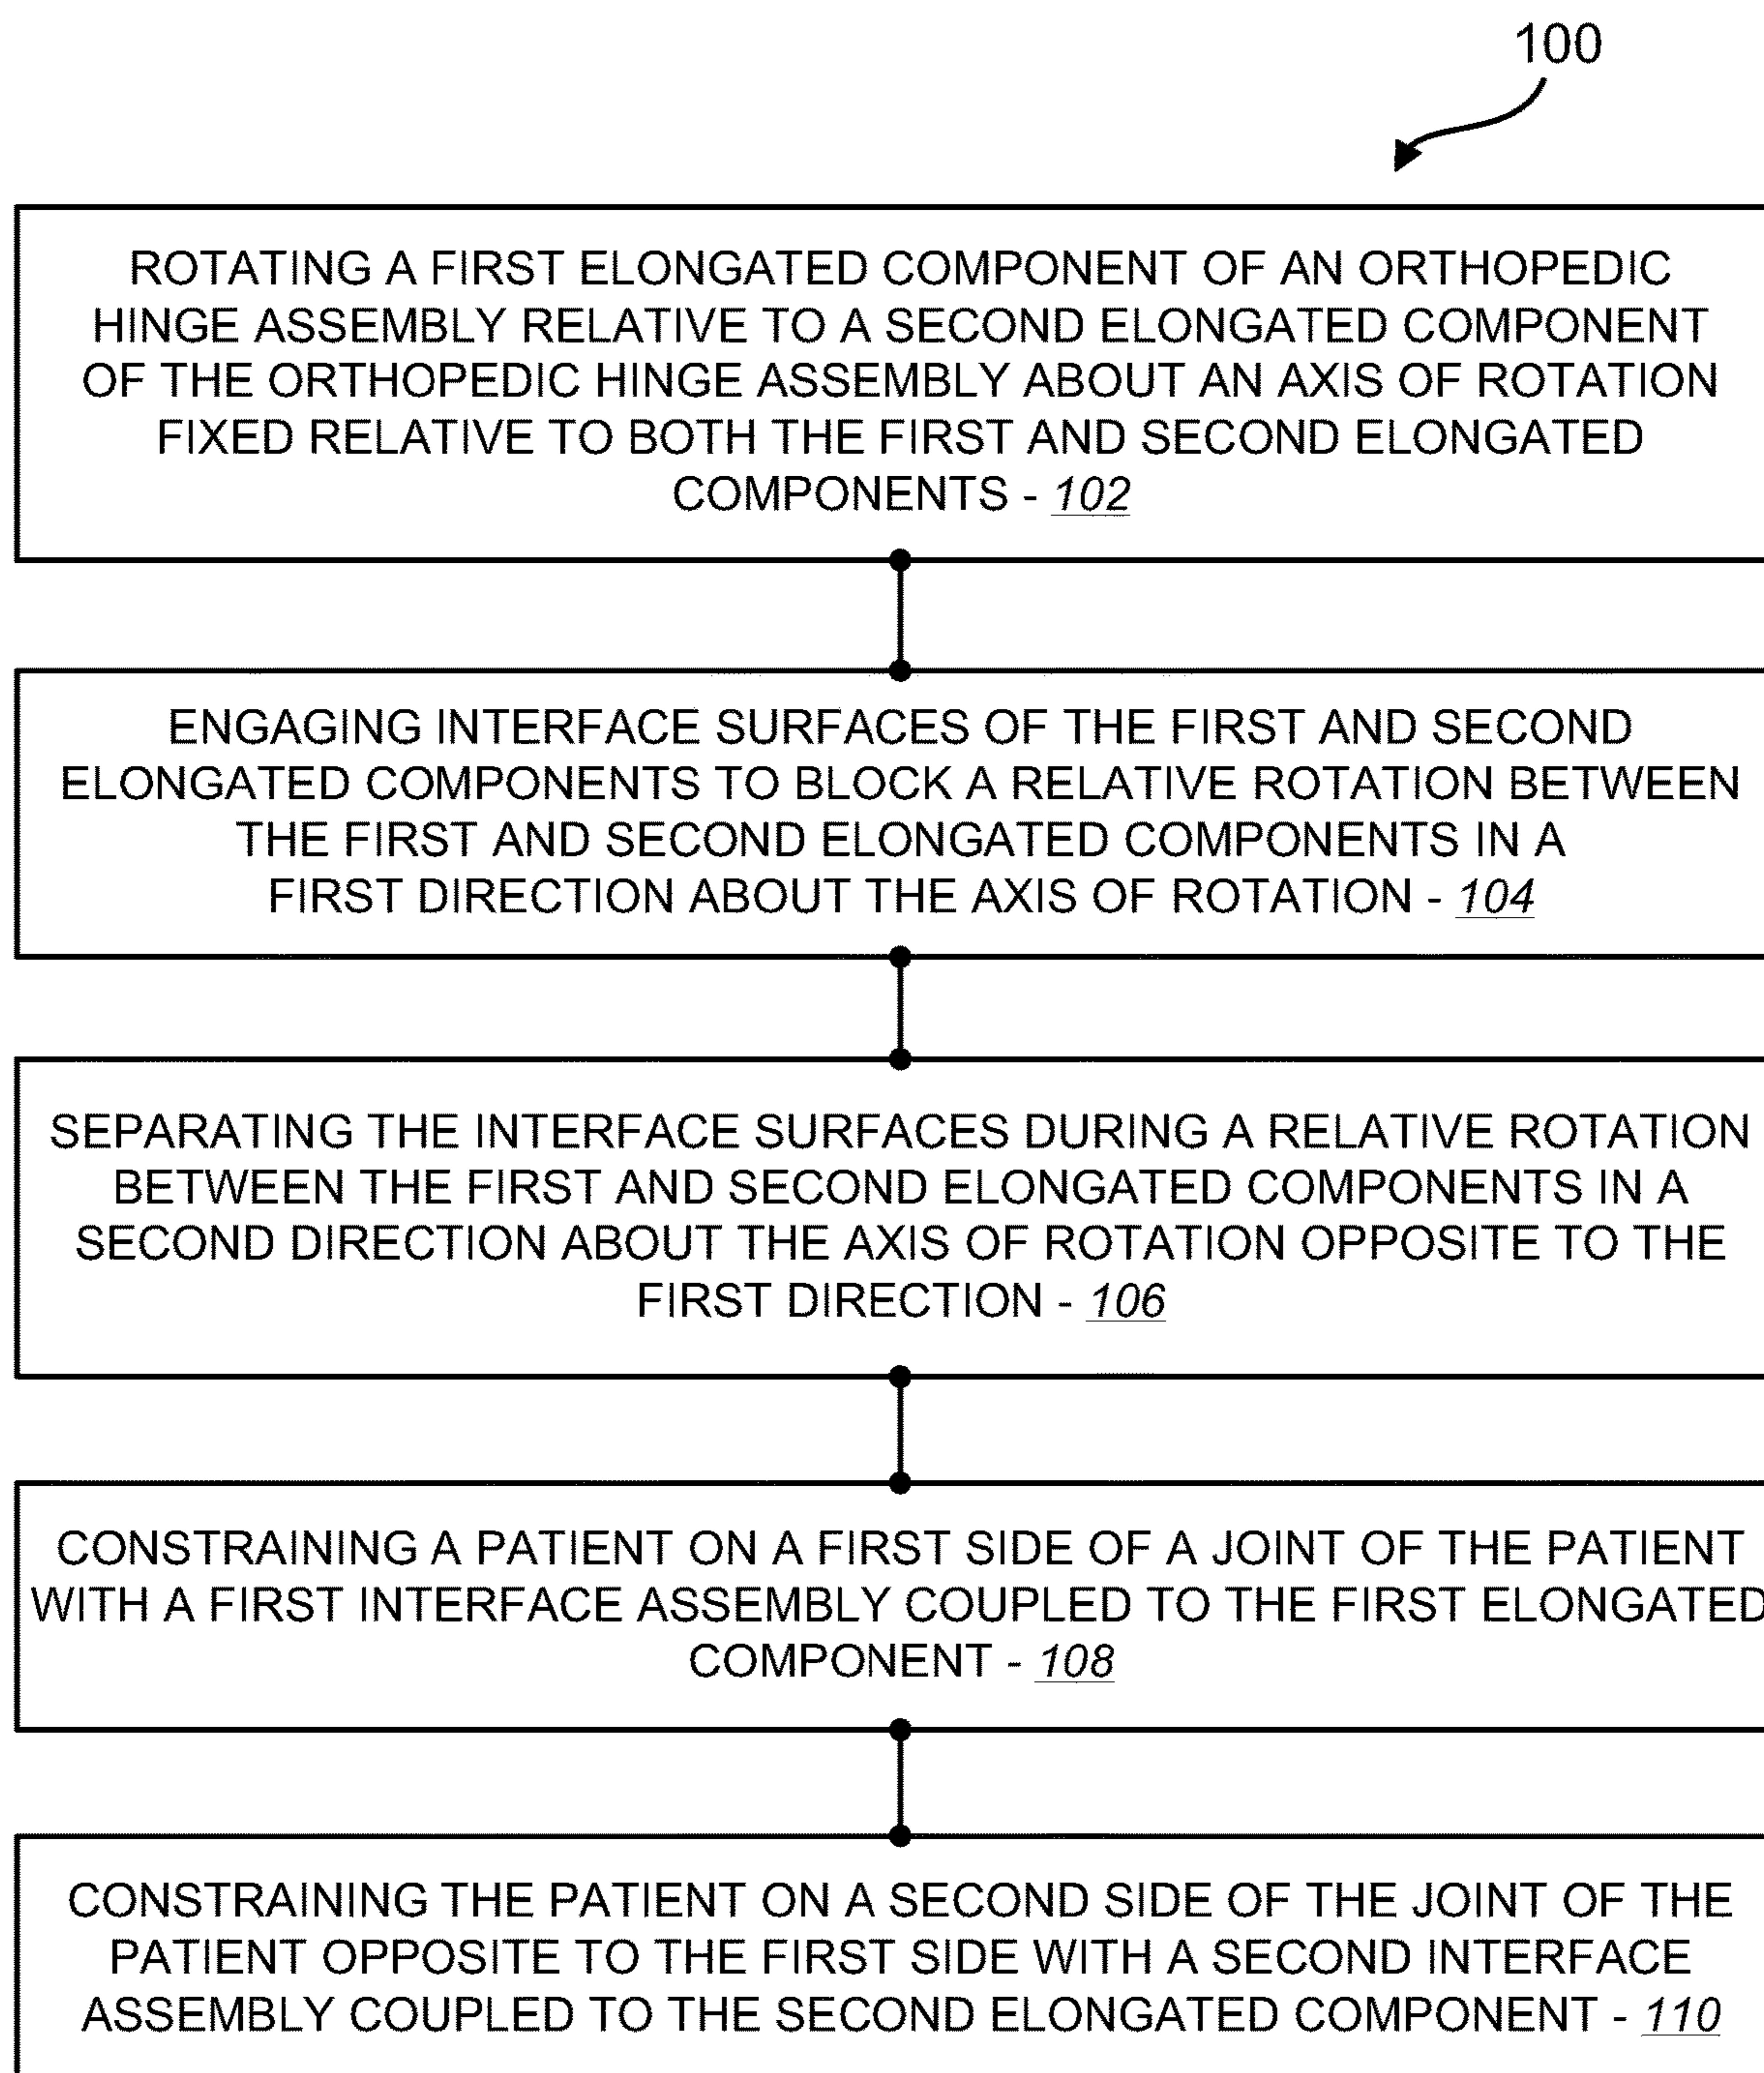 100
ROTATING A FIRST ELONGATED COMPONENT OF AN ORTHOPEDIC
HINGE ASSEMBLY RELATIVE TO A SECOND ELONGATED COMPONENT
OF THE ORTHOPEDIC HINGE ASSEMBLY ABOUT AN AXIS OF ROTATION
FIXED RELATIVE TO BOTH THE FIRST AND SECOND ELONGATED
COMPONENTS - 102
ENGAGING INTERFACE SURFACES OF THE FIRST AND SECOND
ELONGATED COMPONENTS TO BLOCK A RELATIVE ROTATION BETWEEN
THE FIRST AND SECOND ELONGATED COMPONENTS IN A
FIRST DIRECTION ABOUT THE AXIS OF ROTATION - 104
SEPARATING THE INTERFACE SURFACES DURING A RELATIVE ROTATION
BETWEEN THE FIRST AND SECOND ELONGATED COMPONENTS IN A
SECOND DIRECTION ABOUT THE AXIS OF ROTATION OPPOSITE TO THE
FIRST DIRECTION - 106
CONSTRAINING A PATIENT ON A FIRST SIDE OF A JOINT OF THE PATIENT
WITH A FIRST INTERFACE ASSEMBLY COUPLED TO THE FIRST ELONGATED
COMPONENT - 108
CONSTRAINING THE PATIENT ON A SECOND SIDE OF THE JOINT OF THE
PATIENT OPPOSITE TO THE FIRST SIDE WITH A SECOND INTERFACE
ASSEMBLY COUPLED TO THE SECOND ELONGATED COMPONENT - 110